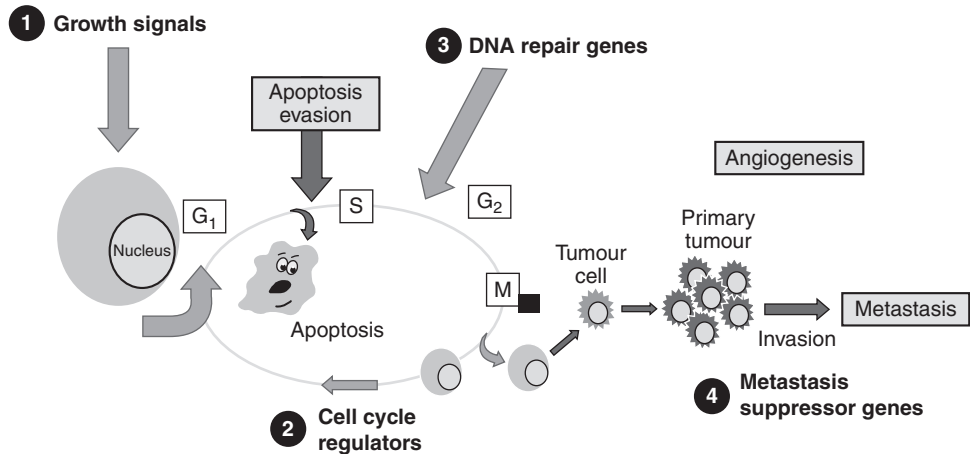 1 Growth signals
3 DNA repair genes
Apoptosis
evasion
Angiogenesis
S
G2
G1
Nucleus
Primary
tumour
Tumour
cell
M
Metastasis
Apoptosis
Invasion
2 Cell cycle
regulators
4 Metastasis
suppressor genes